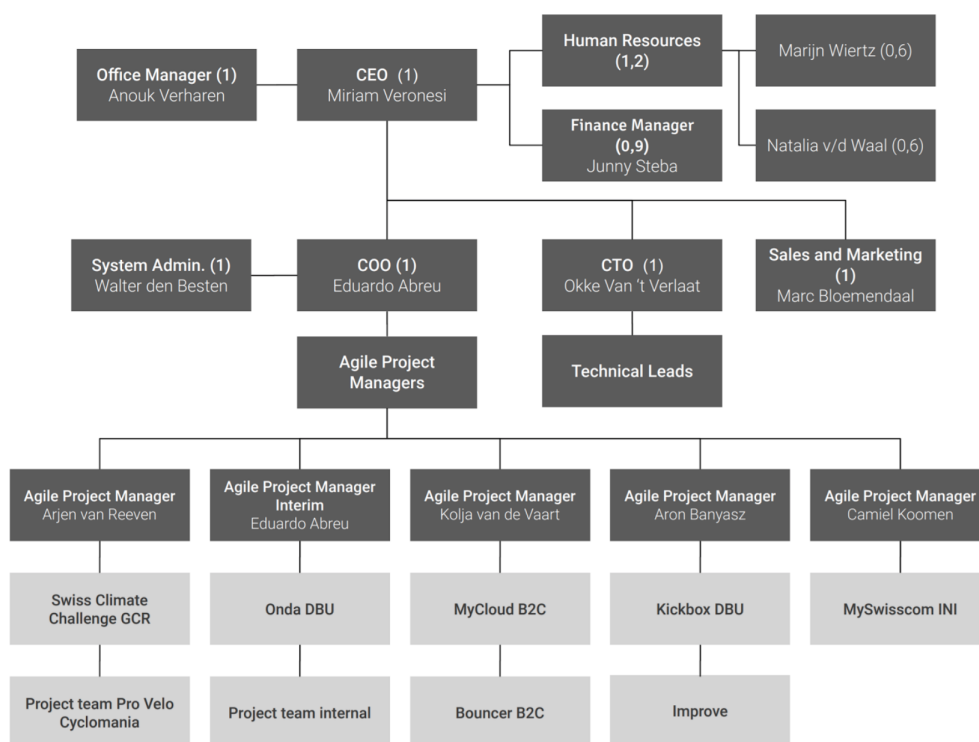 Human Resources
(1,2)
Marijn Wiertz (0,6)
Office Manager (1)
Anouk Verharen
CEO (1)
Miriam Veronesi
Finance Manager
(0,9)
Junny Steba
Natalia v/d Waal (0,6)
System Admin. (1)
Walter den Besten
COO (1)
Eduardo Abreu
CTO (1)
Okke Van ‘t Verlaat
Sales and Marketing
(1)
Marc Bloemendaal
Agile Project
Managers
Technical Leads
Agile Project Manager
Arjen van Reeven
Agile Project Manager
Interim
Eduardo Abreu
Agile Project Manager
Kolja van de Vaart
Agile Project Manager
Aron Banyasz
Agile Project Manager
Camiel Koomen
Swiss Climate
Challenge GCR
Onda DBU
MyCloud B2C
Kickbox DBU
MySwisscom INI
Project team Pro Velo
Cyclomania
Project team internal
Bouncer B2C
Improve